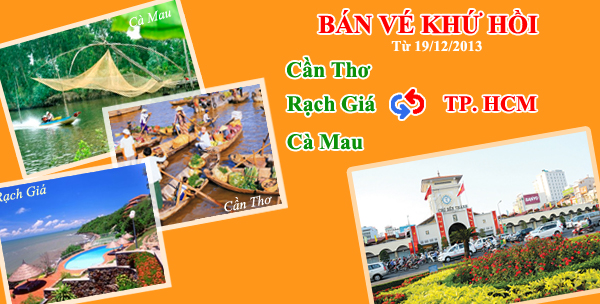 BÁN VÉ KHỨ HỒI
Từ 19/12/2013
Cần Thơ
Rạch Giá
TP. HCM
Cà Mau
Cà Mau
Cần Thơ
Rạch Giá